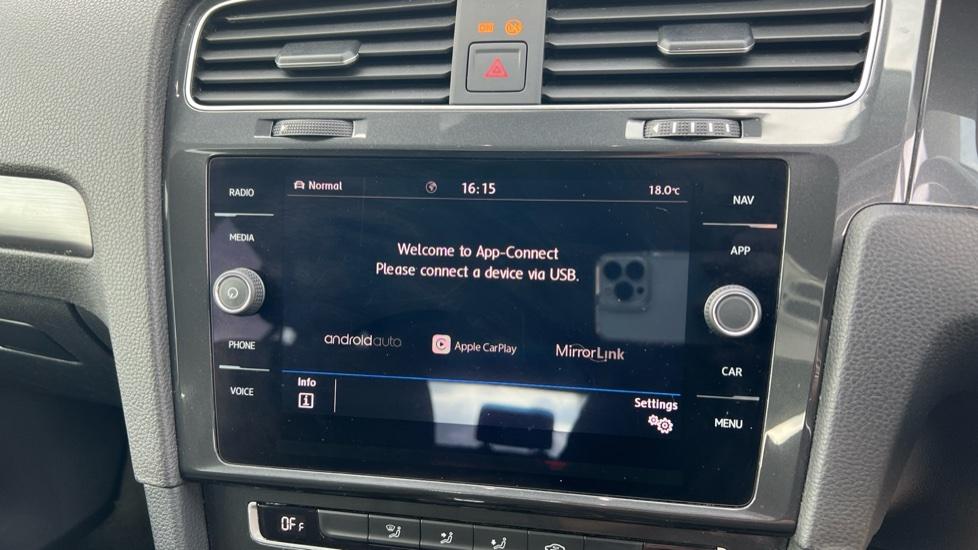 RADIO
MEDIA
PHONE
VOICE
Normal 16:15 18.0°C
Welcome to App-Connect
Please connect a device via USB.
androidauto Apple CarPlay MirrorLink
Info
Settings
NAV
APP
CAR
MENU
OFF